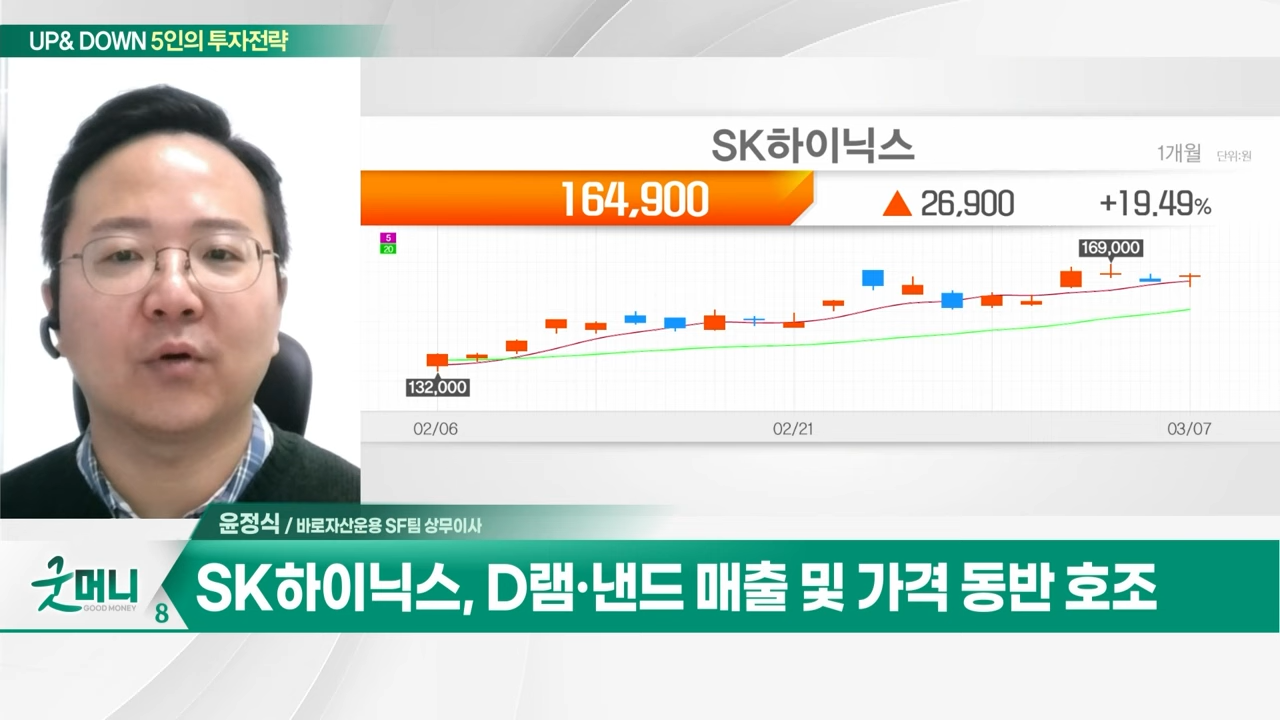 UP& DOWN 5인의 투자전략
SK하이닉스
1개월 단위:원
164,900 ▲ 26,900 +19.49%
5
20
169,000
132,000
02/06 02/21 03/07
윤정식 / 바로자산운용 SF팀 상무이사
굿머니
GOOD MONEY
8
SK하이닉스, D램·낸드 매출 및 가격 동반 호조